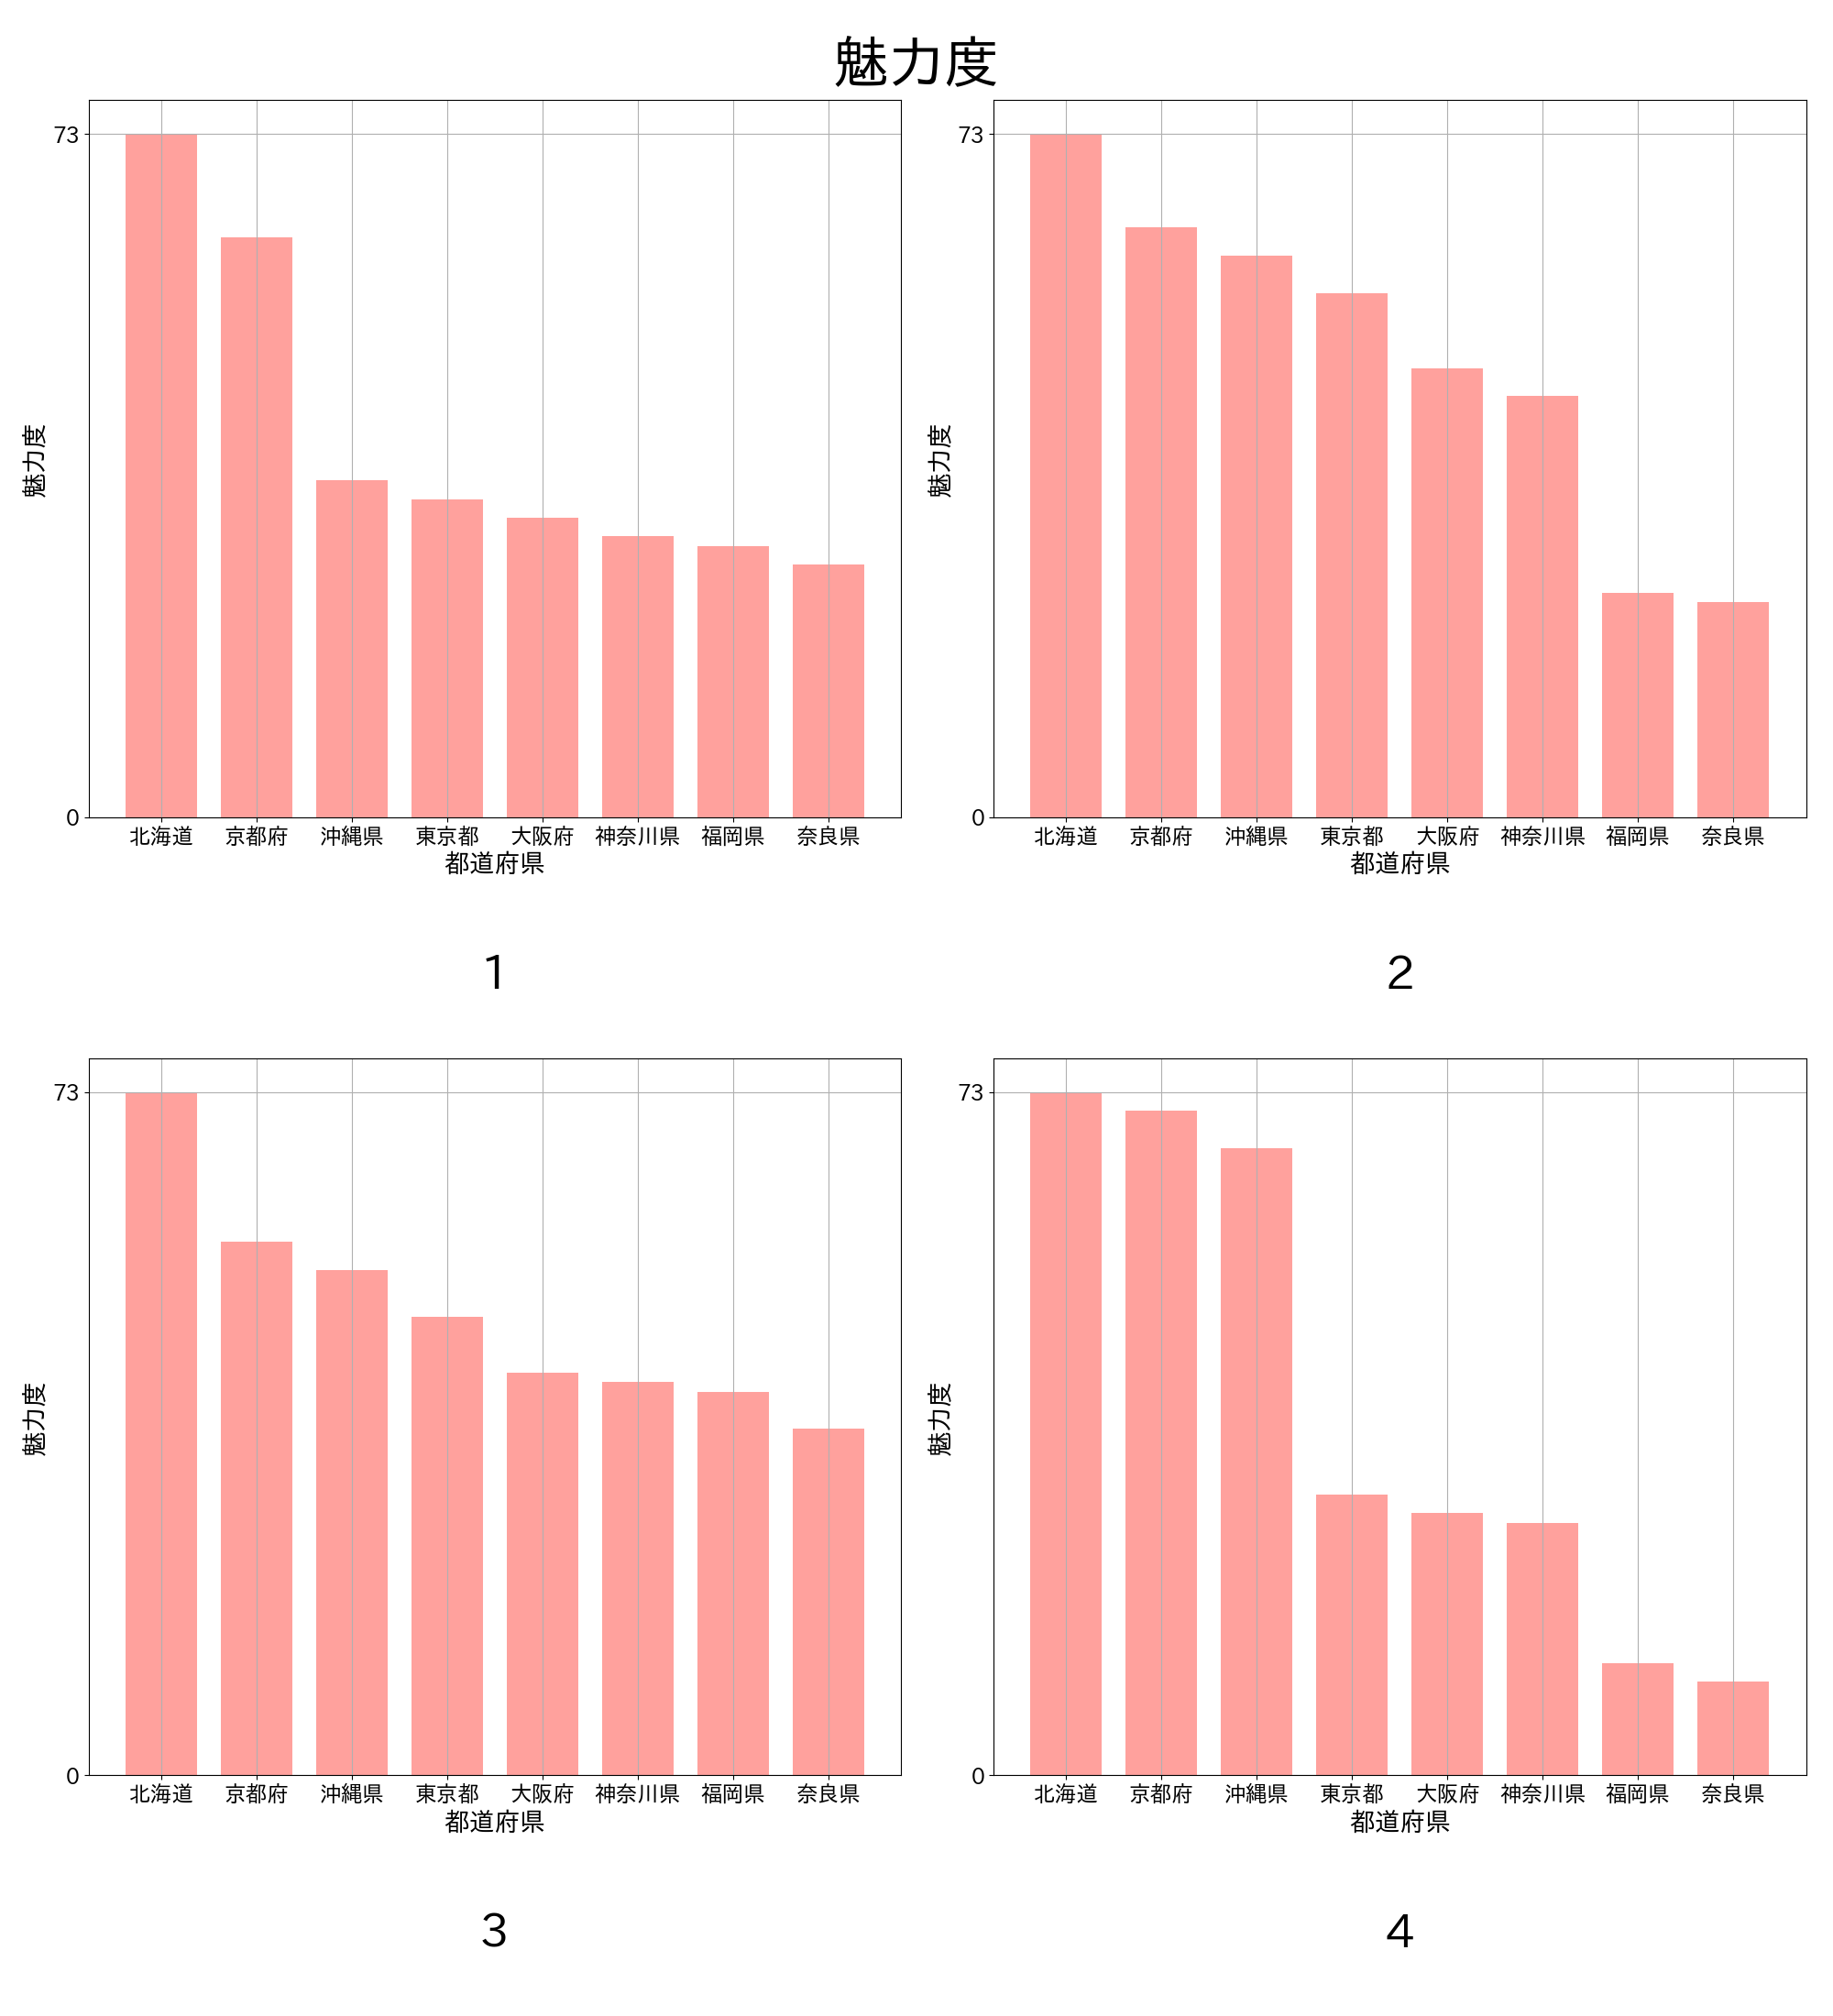 魅力度
73
魅力度
0
北海道 京都府 沖縄県 東京都 大阪府 神奈川県 福岡県 奈良県
都道府県
1
73
魅力度
0
北海道 京都府 沖縄県 東京都 大阪府 神奈川県 福岡県 奈良県
都道府県
2
73
魅力度
0
北海道 京都府 沖縄県 東京都 大阪府 神奈川県 福岡県 奈良県
都道府県
3
73
魅力度
0
北海道 京都府 沖縄県 東京都 大阪府 神奈川県 福岡県 奈良県
都道府県
4